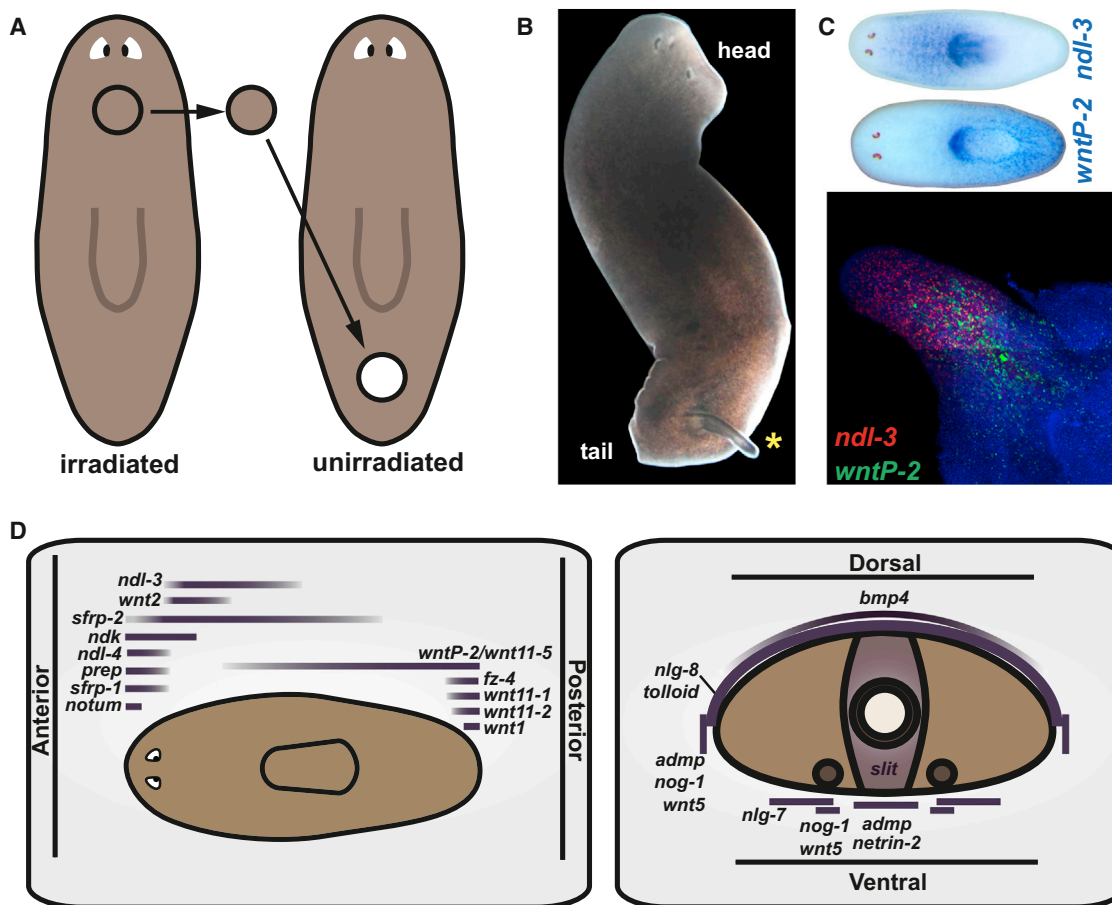 A
irradiated
unirradiated
B
head
tail
*
C
ndl-3
wntP-2
ndl-3
wntP-2
D
Anterior
ndl-3
wnt2
sfrp-2
ndk
ndl-4
prep
sfrp-1
notum
wntP-2/wnt11-5
fz-4
wnt11-1
wnt11-2
wnt1
Posterior
Dorsal
bmp4
nlg-8
tolloid
slit
admp
nog-1
wnt5
nlg-7
nog-1
wnt5
admp
netrin-2
Ventral